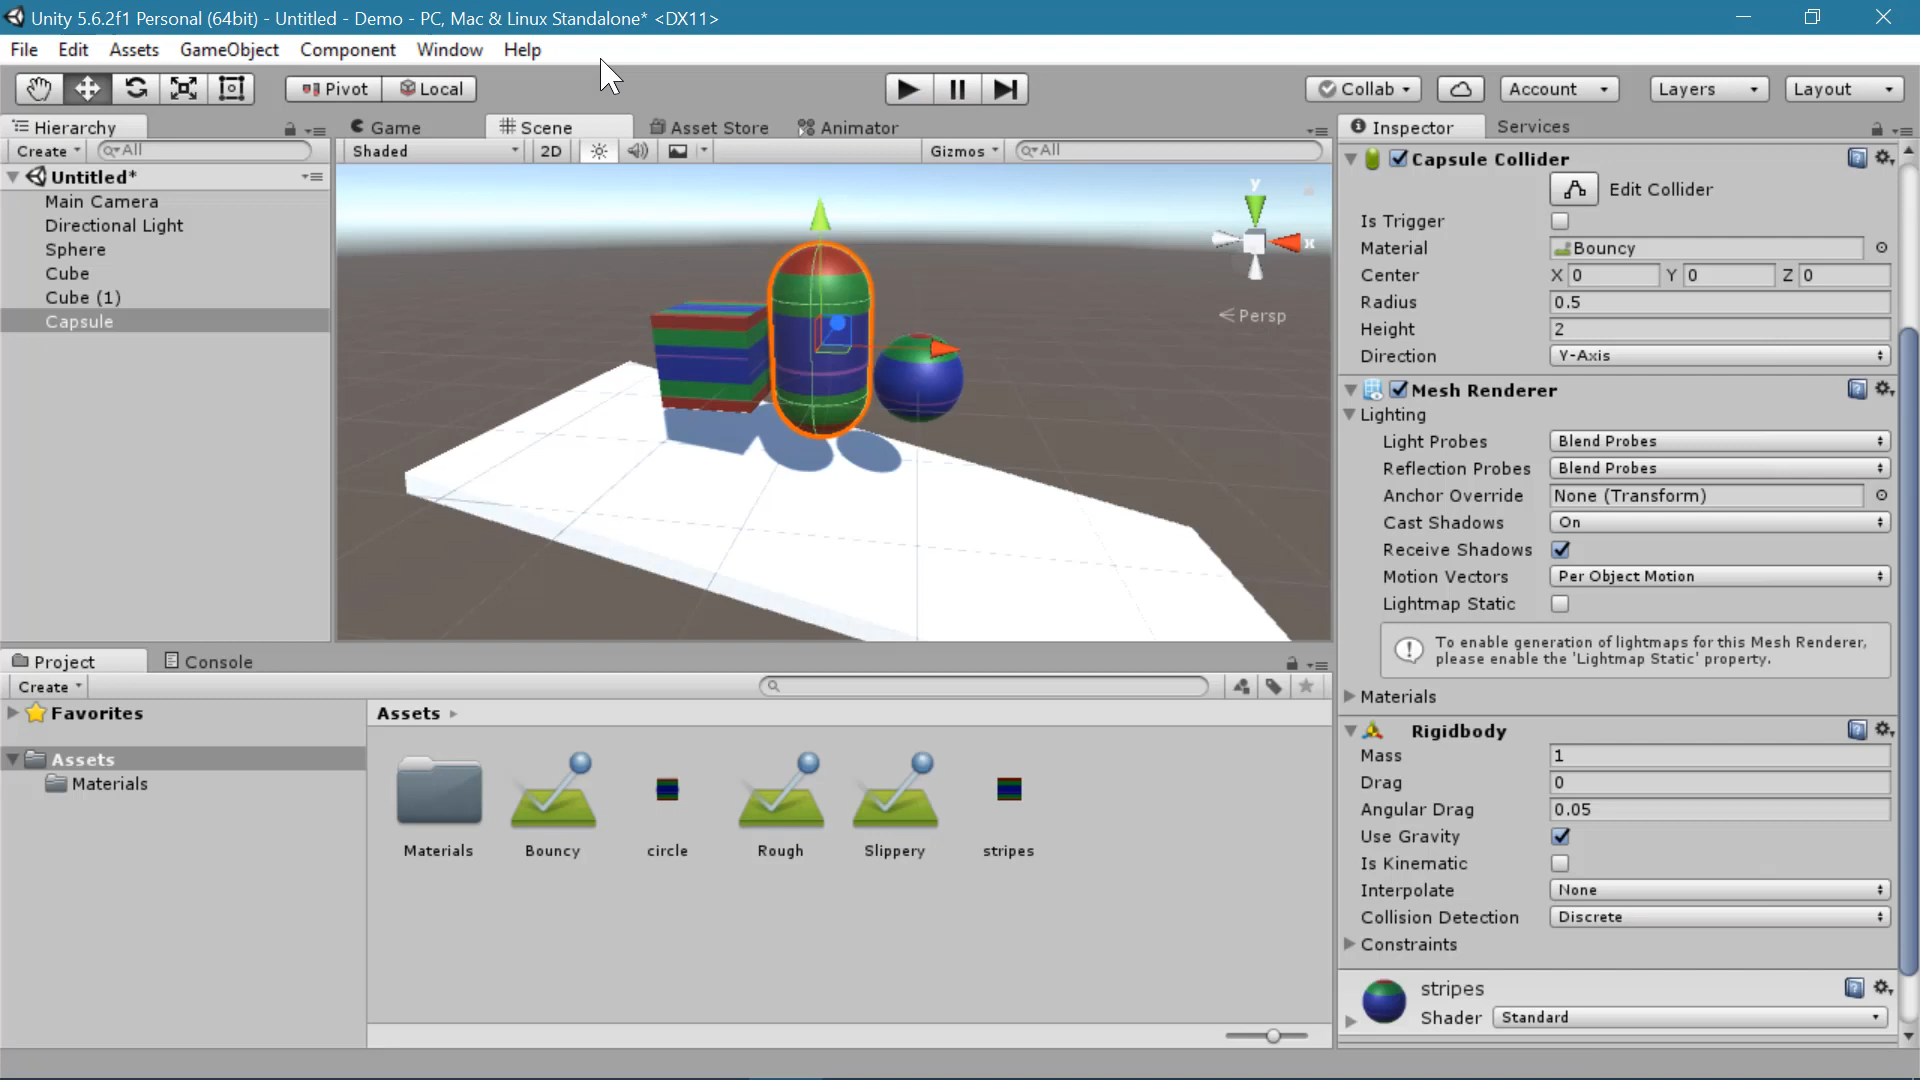 Unity 5.6.2f1 Personal (64bit) - Untitled - Demo - PC, Mac & Linux Standalone* <DX11>
File Edit Assets GameObject Component Window Help
Pivot Local Collab Account Layers Layout
Hierarchy Game Scene Asset Store Animator Inspector Services
Create All Shaded 2D Gizmos All
Untitled*
Main Camera
Directional Light
Sphere
Cube
Cube (1)
Capsule
y
x
Persp
Capsule Collider
Edit Collider
Is Trigger
Material Bouncy
Center X 0 Y 0 Z 0
Radius 0.5
Height 2
Direction Y-Axis
Mesh Renderer
Lighting
Light Probes Blend Probes
Reflection Probes Blend Probes
Anchor Override None (Transform)
Cast Shadows On
Receive Shadows
Motion Vectors Per Object Motion
Lightmap Static
To enable generation of lightmaps for this Mesh Renderer,
please enable the 'Lightmap Static' property.
Materials
Rigidbody
Mass 1
Drag 0
Angular Drag 0.05
Use Gravity
Is Kinematic
Interpolate None
Collision Detection Discrete
Constraints
stripes
Shader Standard
Project Console
Create
Favorites
Assets
Materials
Assets
Materials Bouncy circle Rough Slippery stripes